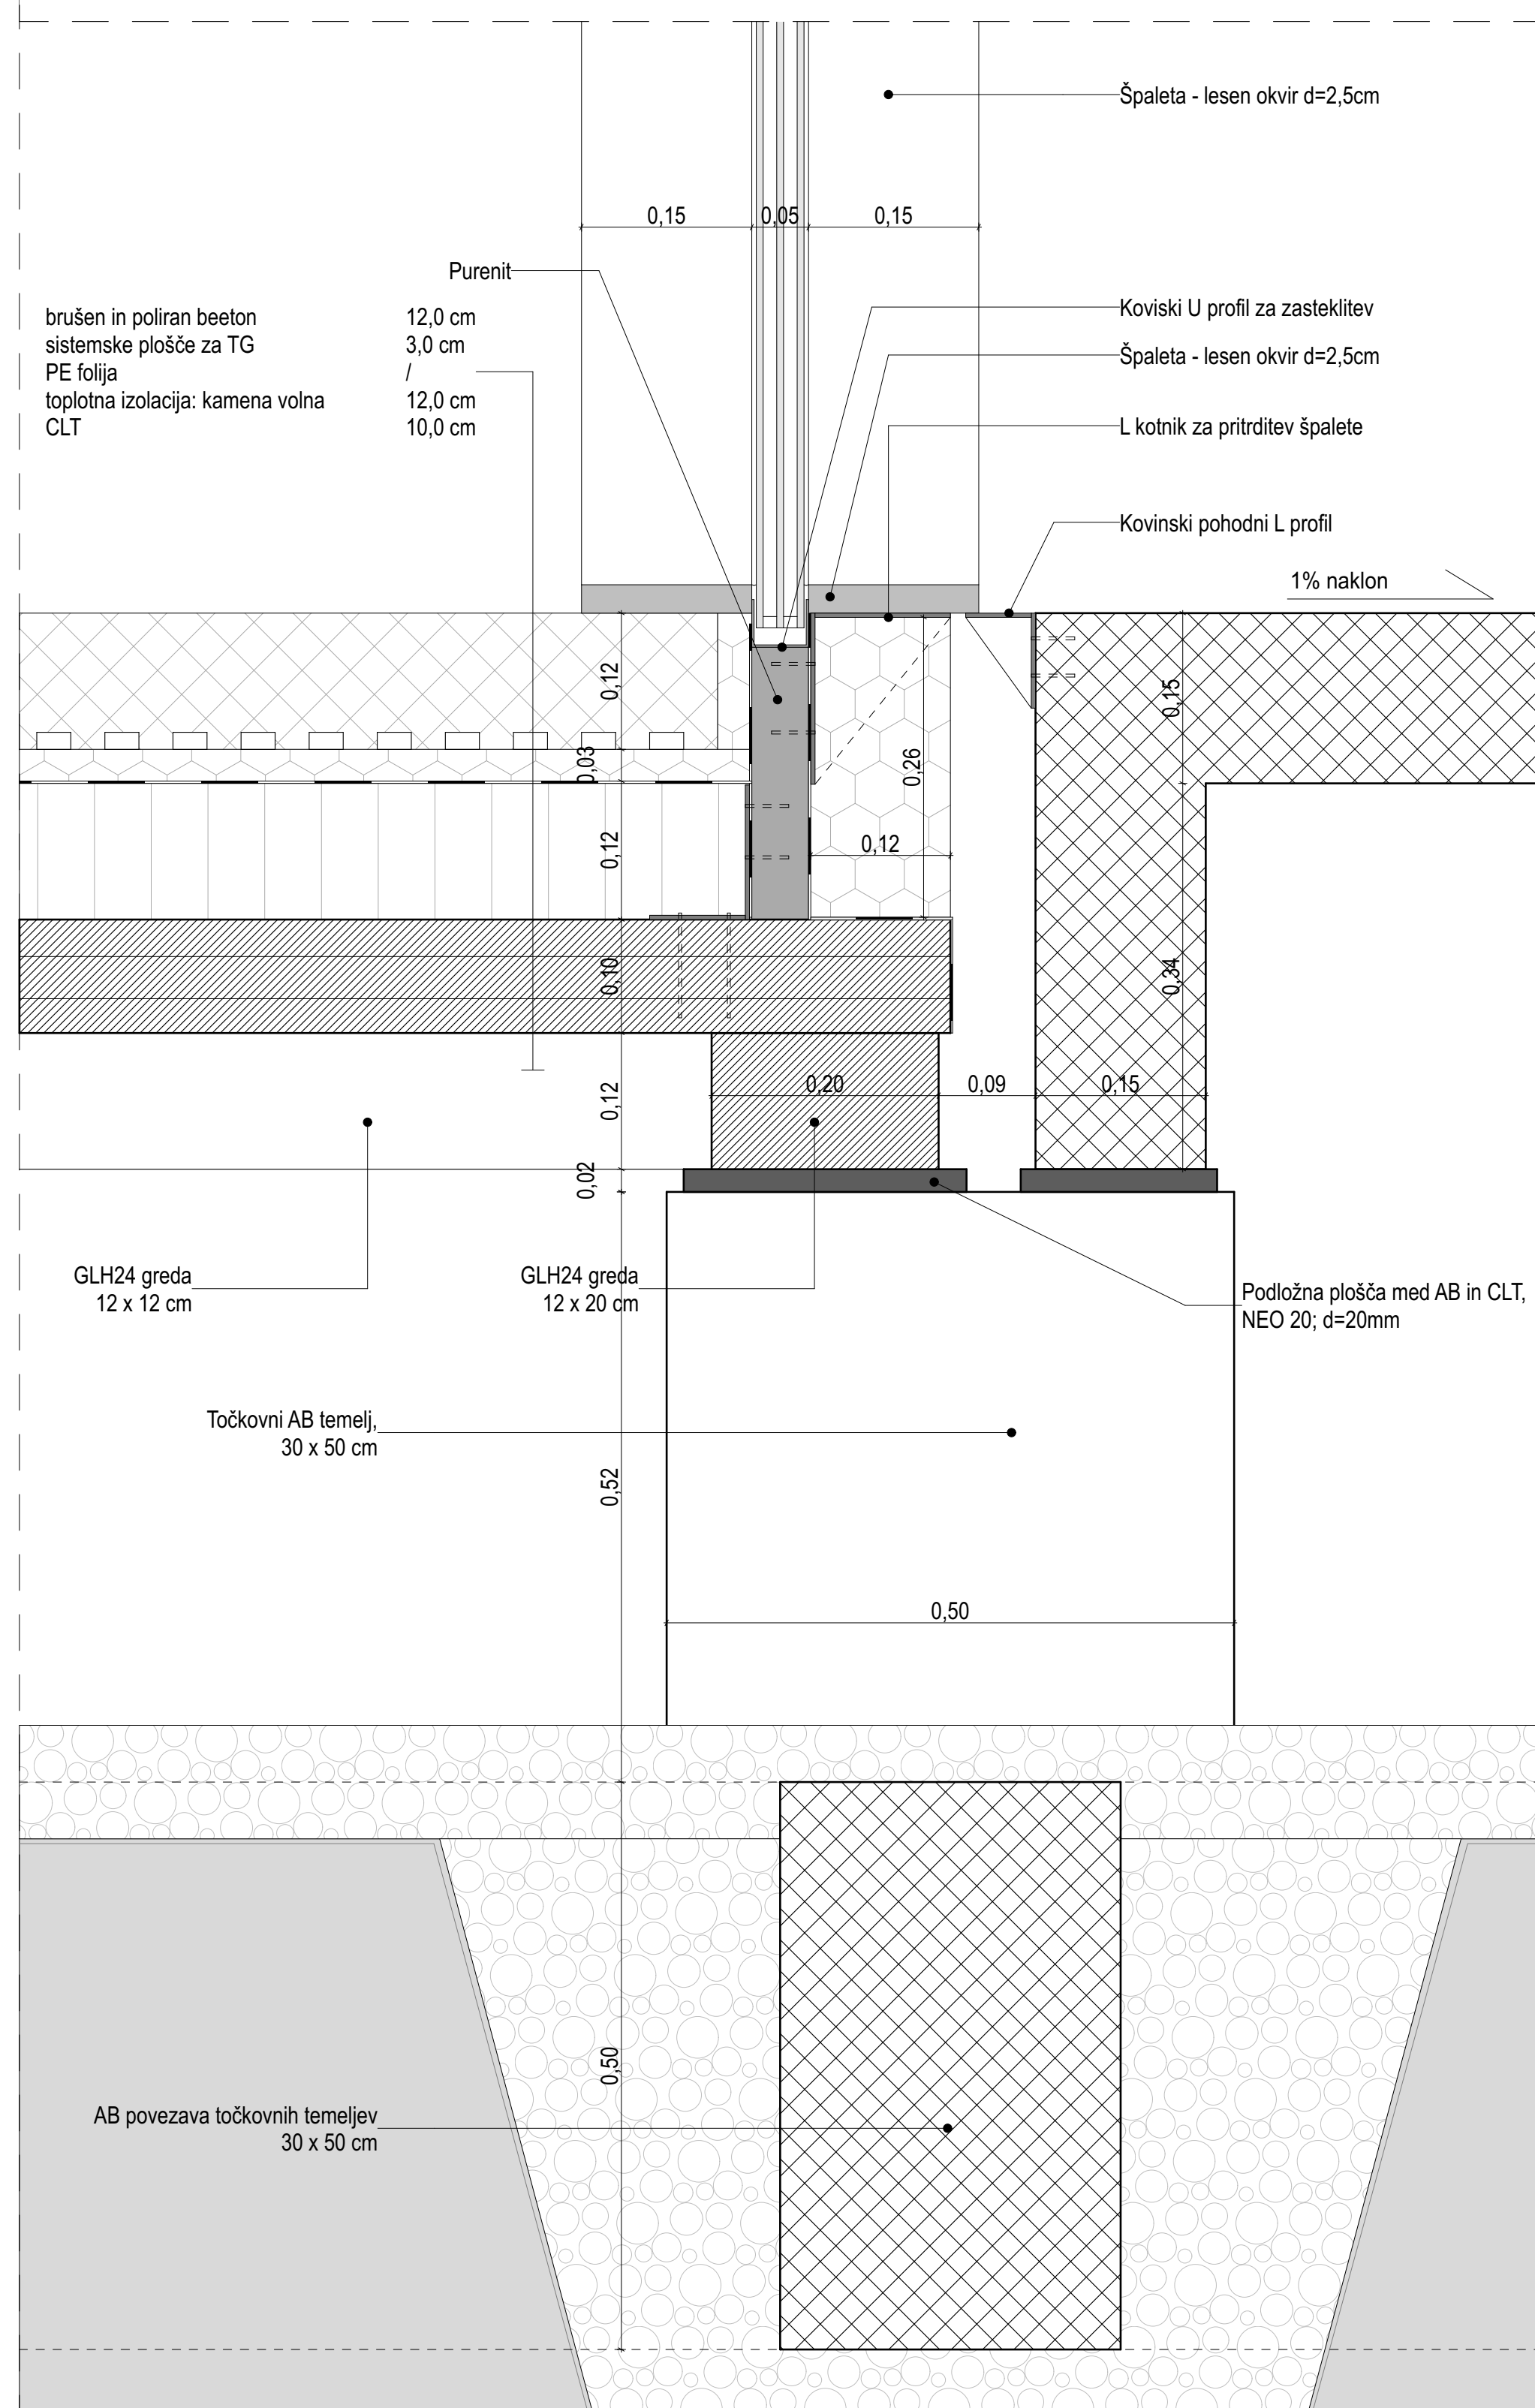 Špaleta - lesen okvir d=2,5cm
0,15 0,05 0,15
Purenit
brušen in poliran beeton 12,0 cm
sistemske plošče za TG 3,0 cm
PE folija /
toplotna izolacija: kamena volna 12,0 cm
CLT 10,0 cm
Koviski U profil za zasteklitev
Špaleta - lesen okvir d=2,5cm
L kotnik za pritrditev špalete
Kovinski pohodni L profil
1% naklon
0,12
0,15
0,03
0,26
0,12
0,12
0,10
0,34
0,12
0,20 0,09 0,15
0,02
GLH24 greda
12 x 12 cm
GLH24 greda
12 x 20 cm
Podložna plošča med AB in CLT,
NEO 20; d=20mm
Točkovni AB temelj,
30 x 50 cm
0,52
0,50
0,50
AB povezava točkovnih temeljev
30 x 50 cm